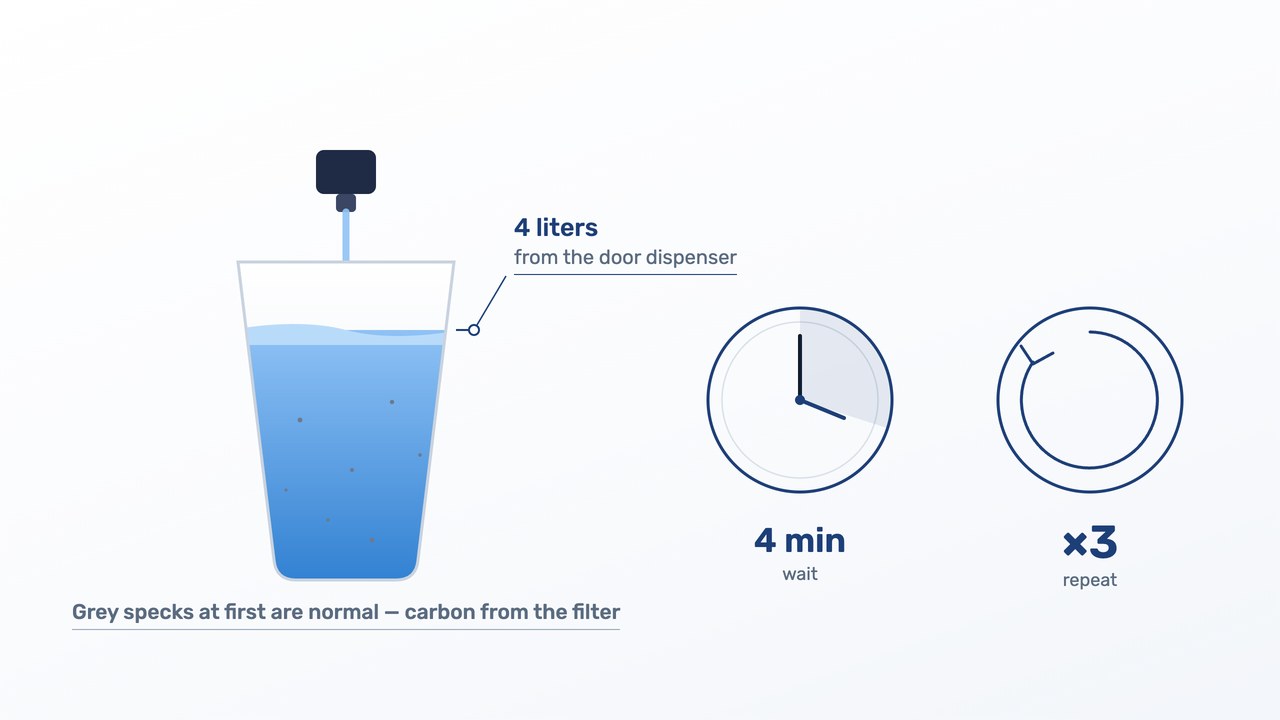 4 liters
from the door dispenser
4 min
wait
×3
repeat
Grey specks at first are normal — carbon from the filter